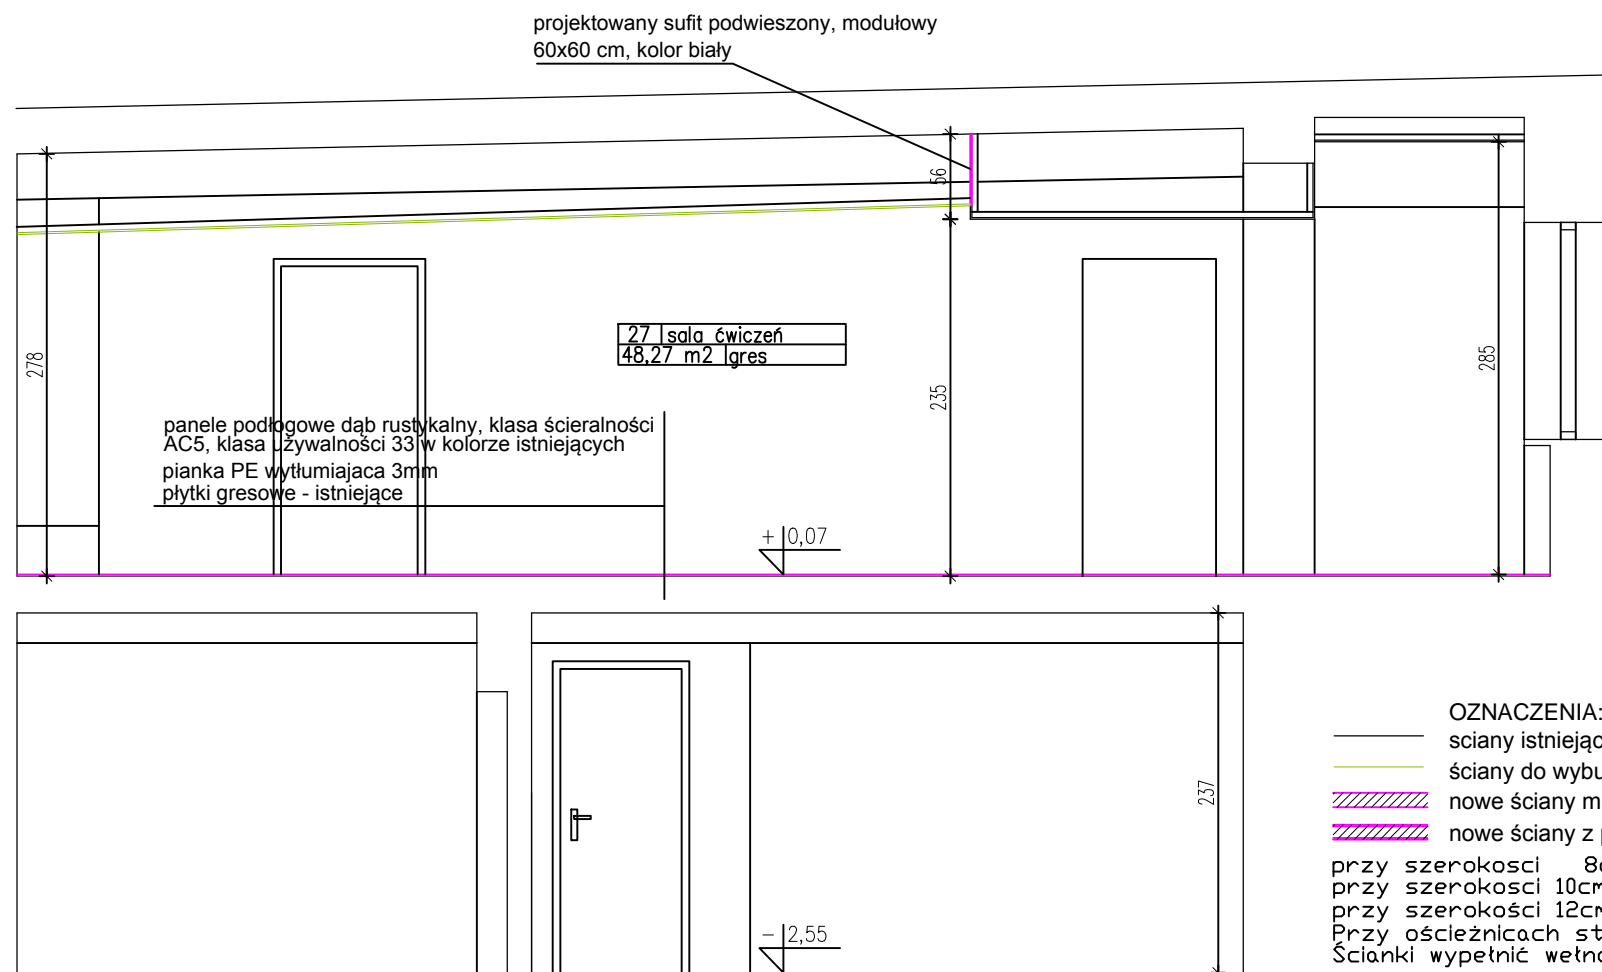 projektowany sufit podwieszony, modułowy
60x60 cm, kolor biały
56
27 sala ćwiczeń
48,27 m2 gres
278
235
285
panele podłogowe dąb rustykalny, klasa ścieralności
AC5, klasa używalności 33 w kolorze istniejących
pianka PE wytłumiajaca 3mm
płytki gresowe - istniejące
+ 0,07
237
- 2,55
OZNACZENIA:
sciany istniejąc
ściany do wybu
nowe ściany m
nowe ściany z p
przy szerokosci 8c
przy szerokosci 10cm
przy szerokości 12cm
Przy ościeżnicach st
Ścianki wypełnić wełną